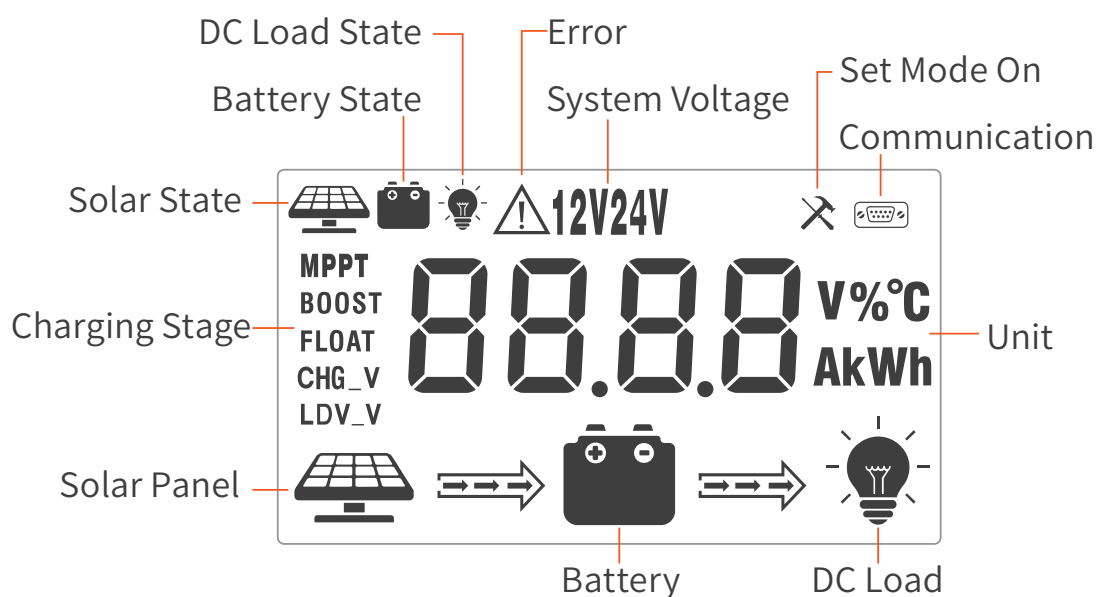 DC Load State
Error
Set Mode On
Battery State
System Voltage
Communication
Solar State
12V24V
MPPT
BOOST
FLOAT
CHG_V
LDV_V
88.8.8
V%°C
AkWh
Charging Stage
Unit
Solar Panel
Battery
DC Load